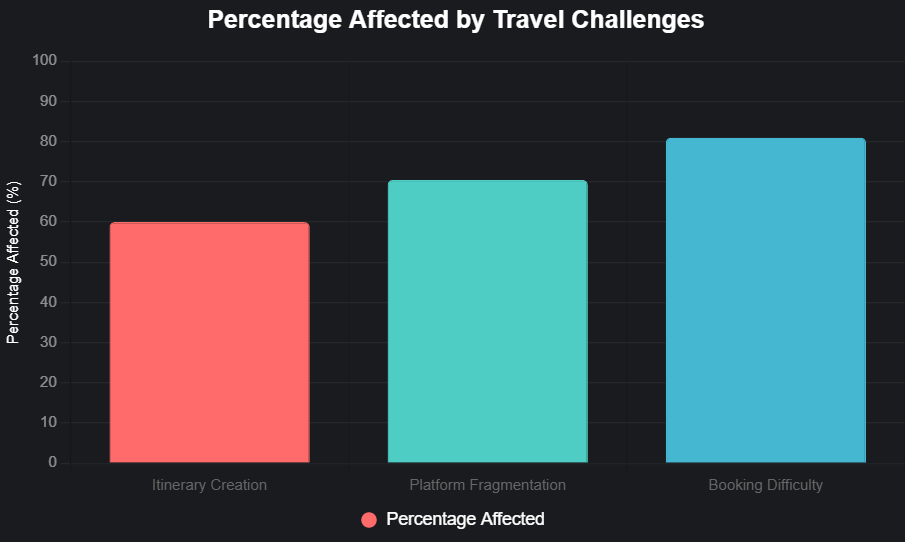 Percentage Affected by Travel Challenges
100
90
80
70
60
50
40
30
20
10
0
Percentage Affected (%)
Itinerary Creation
Platform Fragmentation
Booking Difficulty
Percentage Affected